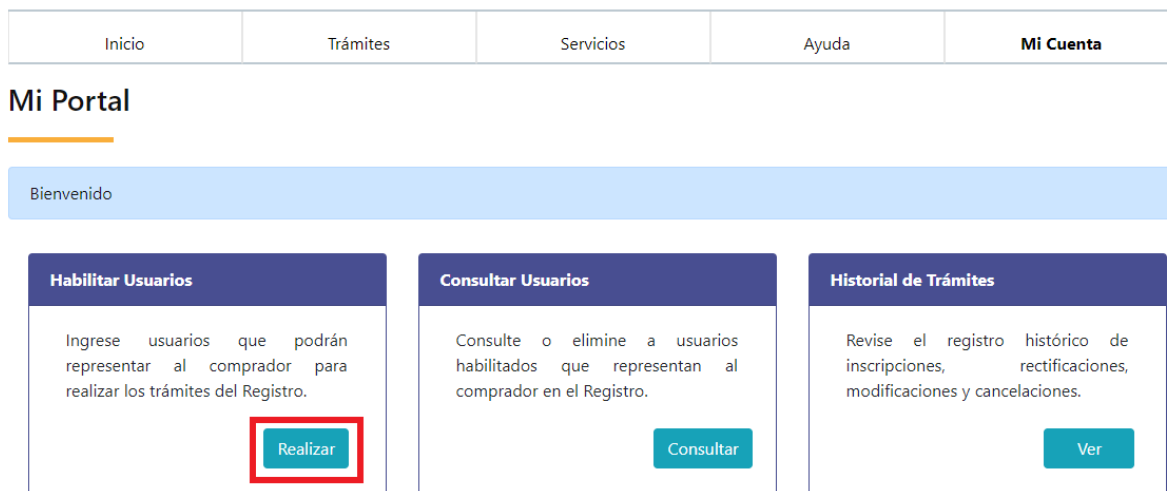 Inicio
Trámites
Servicios
Ayuda
Mi Cuenta
Mi Portal
Bienvenido
Habilitar Usuarios
Ingrese usuarios que podrán
representar al comprador para
realizar los trámites del Registro.
Realizar
Consultar Usuarios
Consulte o elimine a usuarios
habilitados que representan al
comprador en el Registro.
Consultar
Historial de Trámites
Revise el registro histórico de
inscripciones, rectificaciones,
modificaciones y cancelaciones.
Ver